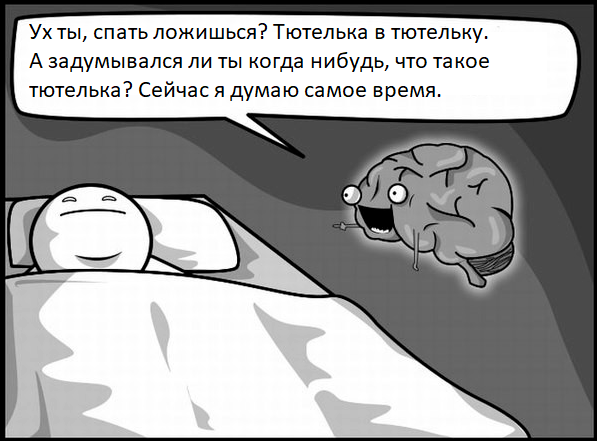 Ух ты, спать ложишься? Тютелька в тютельку.
А задумывался ли ты когда нибудь, что такое
тютелька? Сейчас я думаю самое время.